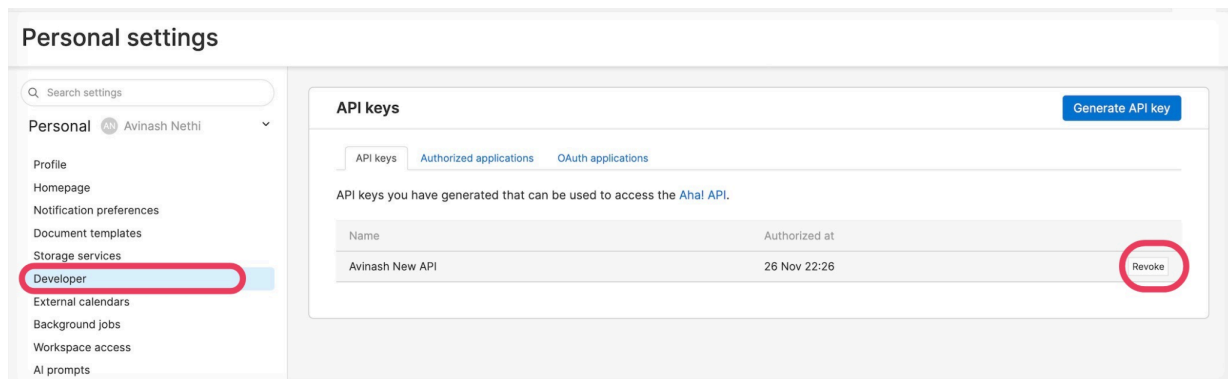 Personal settings
Search settings
Personal AN Avinash Nethi
Profile
Homepage
Notification preferences
Document templates
Storage services
Developer
External calendars
Background jobs
Workspace access
AI prompts
API keys
Generate API key
API keys Authorized applications OAuth applications
API keys you have generated that can be used to access the Aha! API.
Name Authorized at
Avinash New API 26 Nov 22:26 Revoke